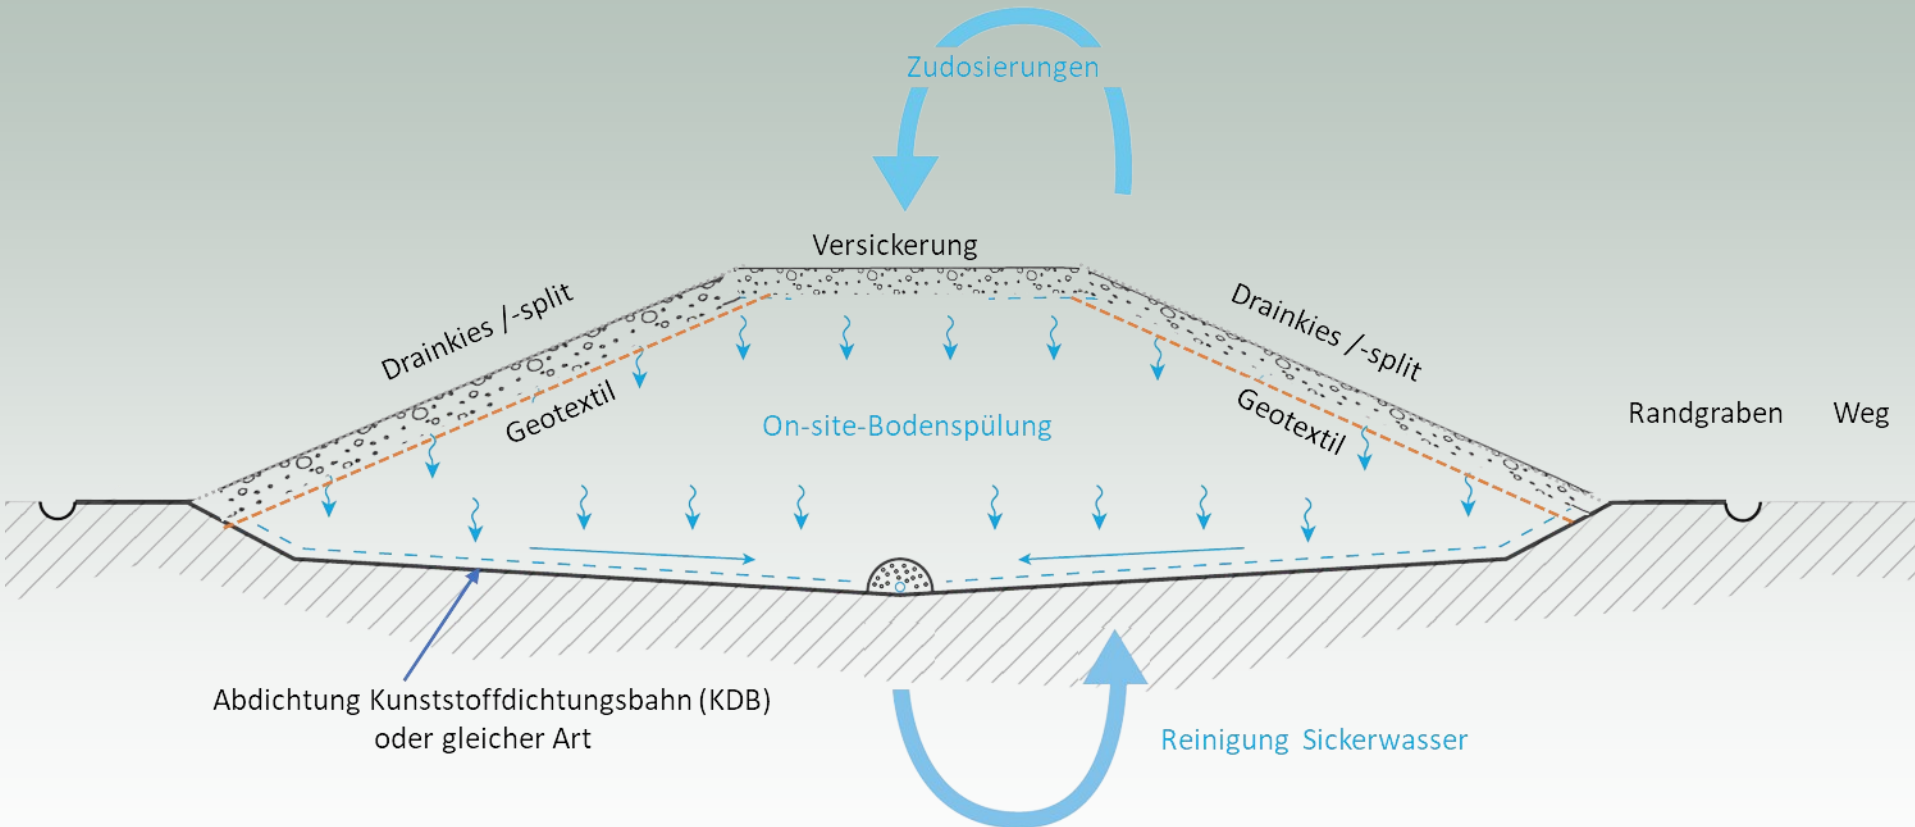 Zudosierungen
Versickerung
Drainkies /-split
Drainkies /-split
Geotextil
Geotextil
On-site-Bodenspülung
Randgraben
Weg
Abdichtung Kunststoffdichtungsbahn (KDB)
oder gleicher Art
Reinigung Sickerwasser